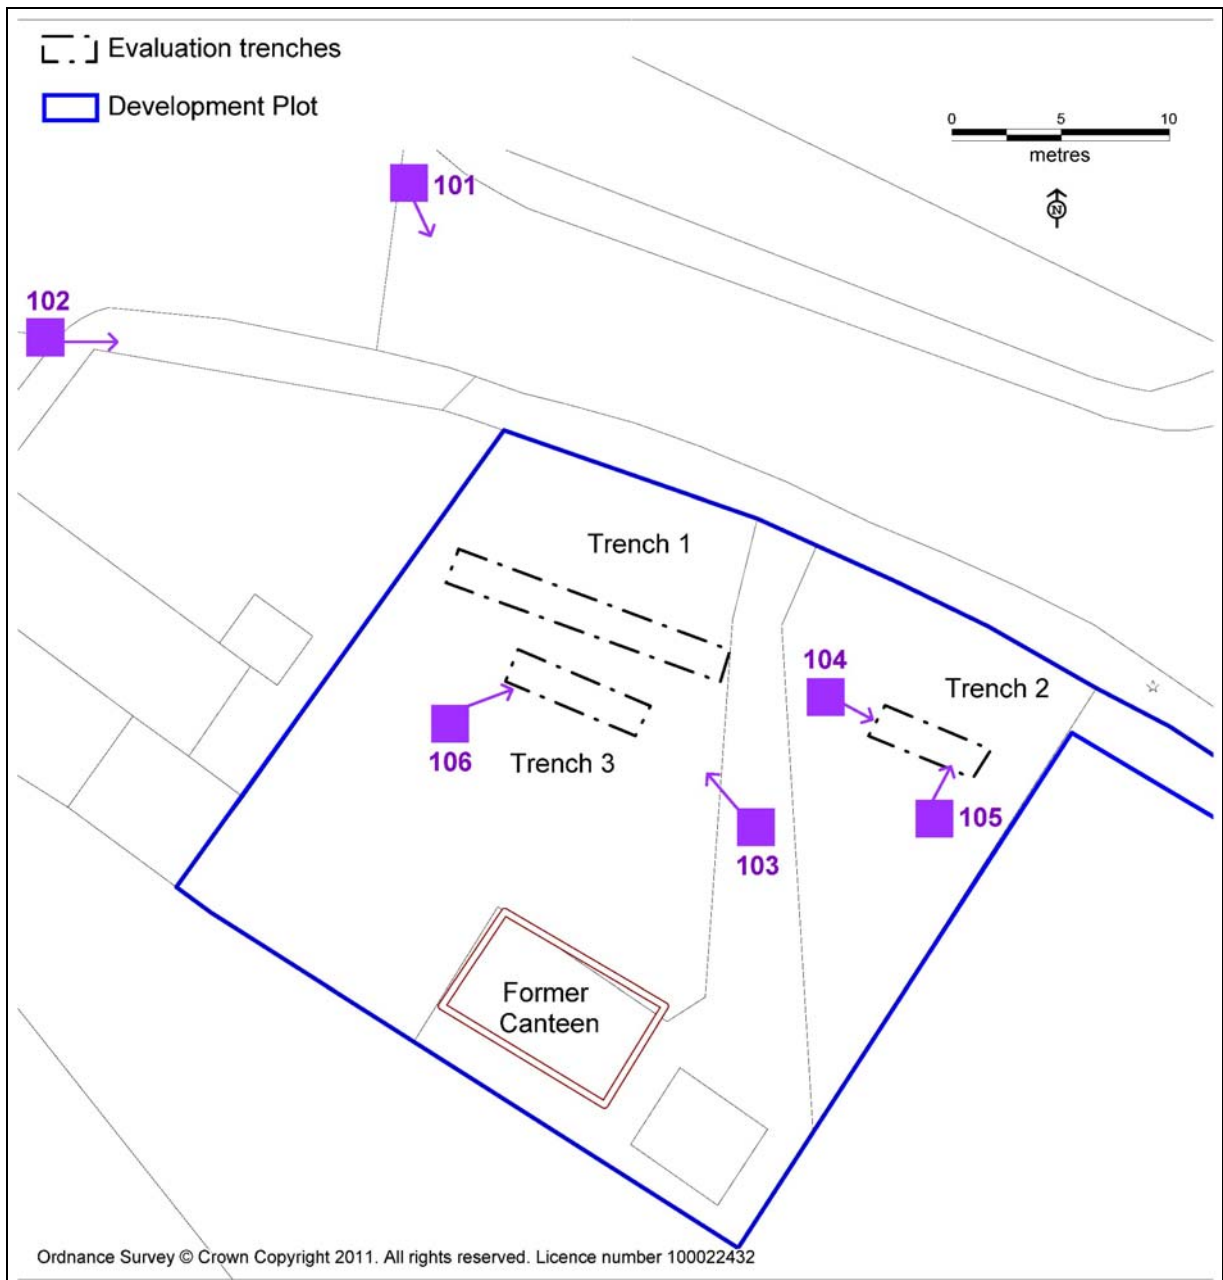 Evaluation trenches
Development Plot
0 5 10
metres
N
101
102
Trench 1
104
Trench 2
106
Trench 3
105
103
Former
Canteen
Ordnance Survey © Crown Copyright 2011. All rights reserved. Licence number 100022432